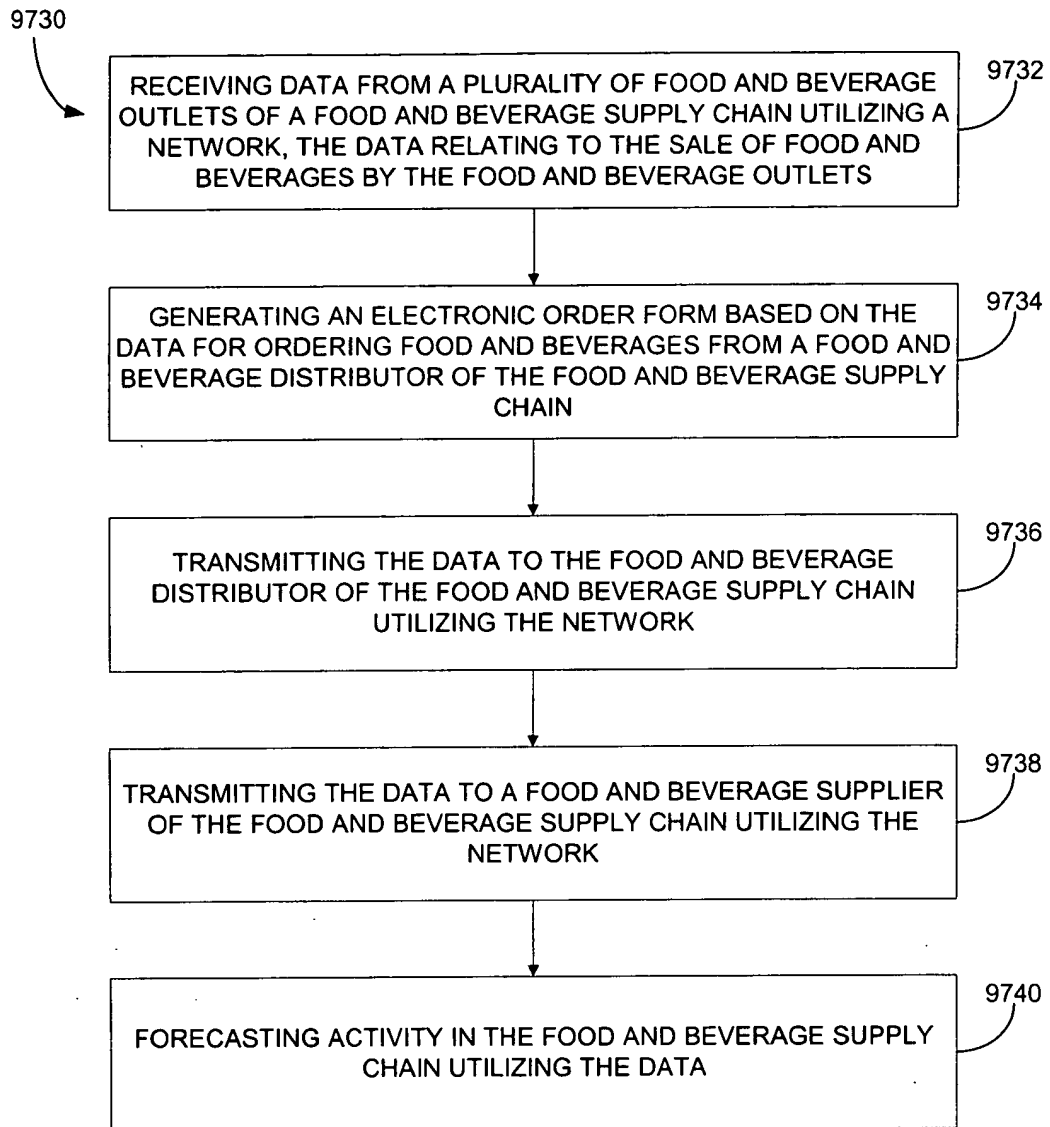 9730
RECEIVING DATA FROM A PLURALITY OF FOOD AND BEVERAGE
OUTLETS OF A FOOD AND BEVERAGE SUPPLY CHAIN UTILIZING A
NETWORK, THE DATA RELATING TO THE SALE OF FOOD AND
BEVERAGES BY THE FOOD AND BEVERAGE OUTLETS
9732
GENERATING AN ELECTRONIC ORDER FORM BASED ON THE
DATA FOR ORDERING FOOD AND BEVERAGES FROM A FOOD AND
BEVERAGE DISTRIBUTOR OF THE FOOD AND BEVERAGE SUPPLY
CHAIN
9734
TRANSMITTING THE DATA TO THE FOOD AND BEVERAGE
DISTRIBUTOR OF THE FOOD AND BEVERAGE SUPPLY CHAIN
UTILIZING THE NETWORK
9736
TRANSMITTING THE DATA TO A FOOD AND BEVERAGE SUPPLIER
OF THE FOOD AND BEVERAGE SUPPLY CHAIN UTILIZING THE
NETWORK
9738
FORECASTING ACTIVITY IN THE FOOD AND BEVERAGE SUPPLY
CHAIN UTILIZING THE DATA
9740